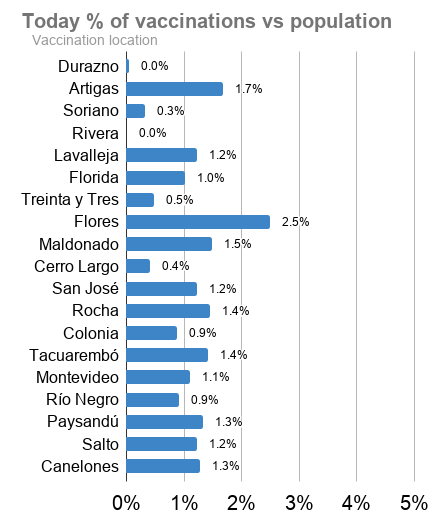 Today % of vaccinations vs population
Vaccination location
Durazno 0.0%
Artigas 1.7%
Soriano 0.3%
Rivera 0.0%
Lavalleja 1.2%
Florida 1.0%
Treinta y Tres 0.5%
Flores 2.5%
Maldonado 1.5%
Cerro Largo 0.4%
San José 1.2%
Rocha 1.4%
Colonia 0.9%
Tacuarembó 1.4%
Montevideo 1.1%
Río Negro 0.9%
Paysandú 1.3%
Salto 1.2%
Canelones 1.3%
0% 1% 2% 3% 4% 5%